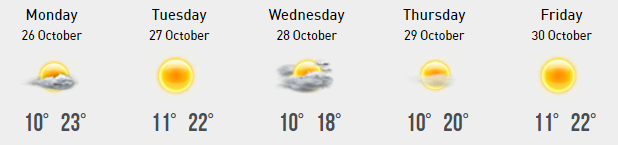 Monday Tuesday Wednesday Thursday Friday
26 October 27 October 28 October 29 October 30 October
10° 23° 11° 22° 10° 18° 10° 20° 11° 22°